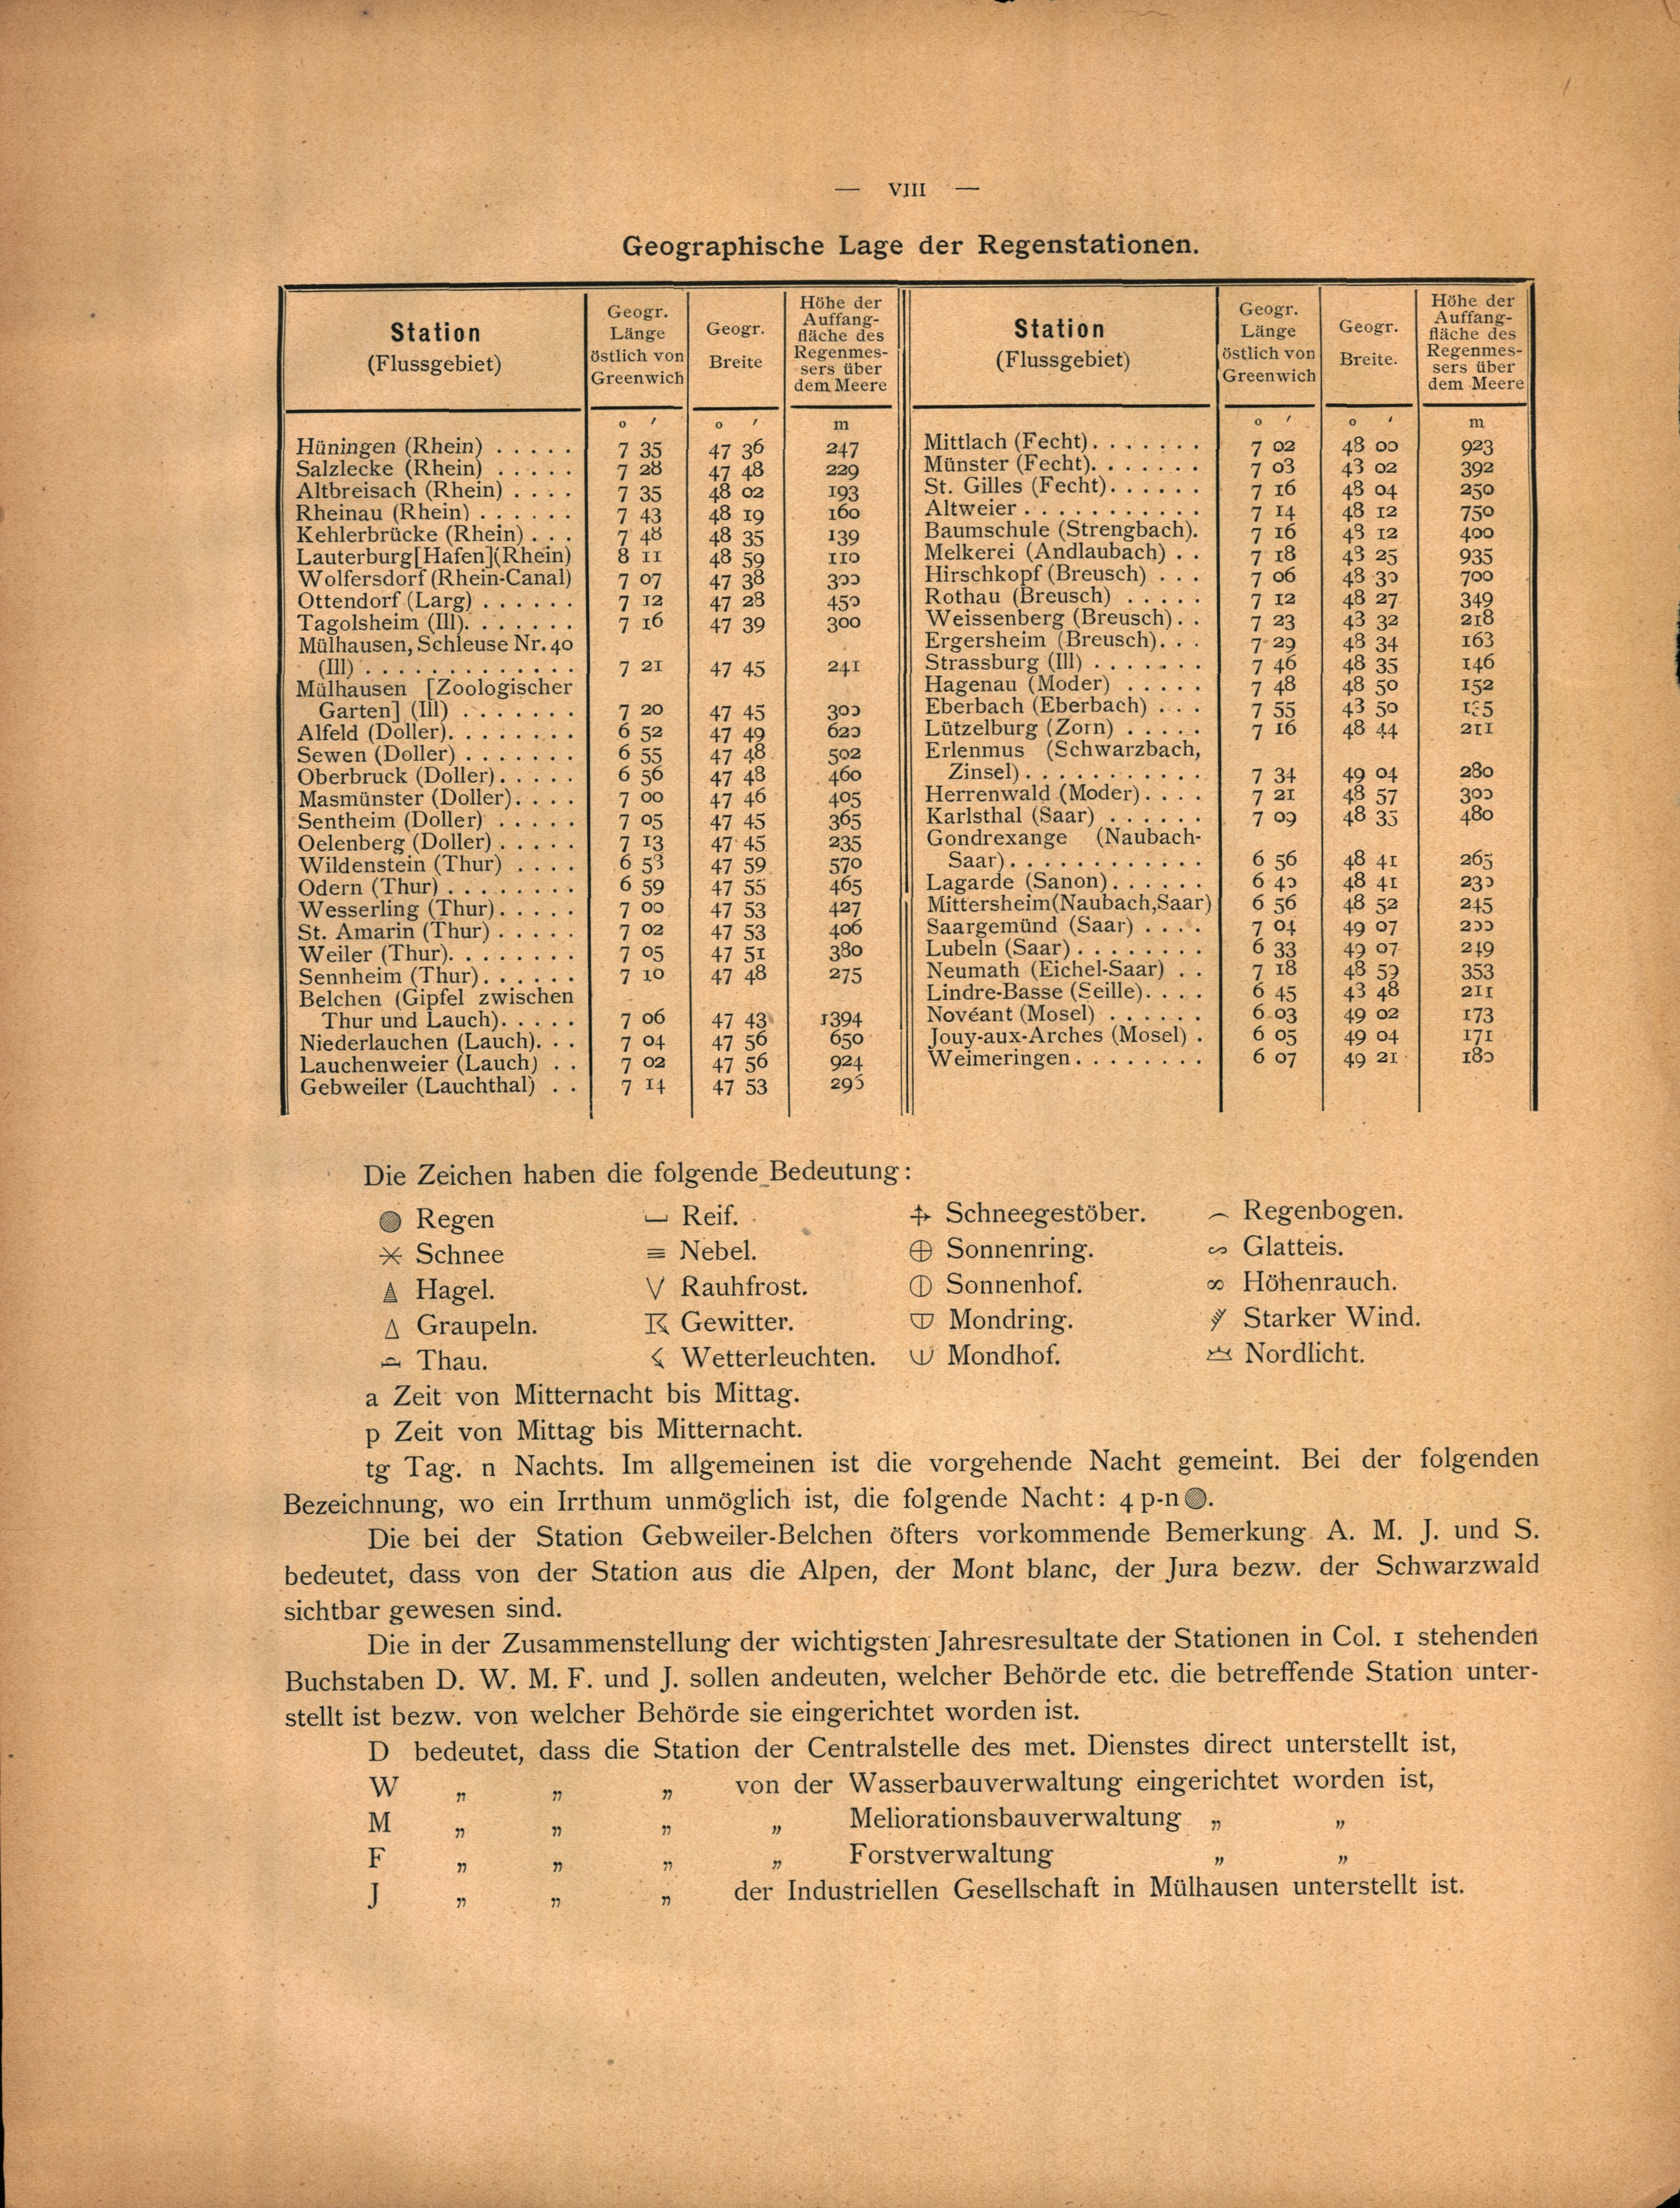 — VIII —
Geographische Lage der Regenstationen.
Station (Flussgebiet) | Geogr. Länge östlich von Greenwich | Geogr. Breite | Höhe der Auffang-fläche des Regenmes-sers über dem Meere | Station (Flussgebiet) | Geogr. Länge östlich von Greenwich | Geogr. Breite. | Höhe der Auffang-fläche des Regenmes-sers über dem Meere
o ′ | o ′ | m | o ′ | o ′ | m
Hüningen (Rhein) . . . . . 7 35 47 36 247
Salzlecke (Rhein) . . . . . 7 28 47 48 229
Altbreisach (Rhein) . . . . 7 35 48 02 193
Rheinau (Rhein) . . . . . . 7 43 48 19 160
Kehlerbrücke (Rhein) . . . 7 48 48 35 139
Lauterburg[Hafen](Rhein) 8 11 48 59 110
Wolfersdorf (Rhein-Canal) 7 07 47 38 300
Ottendorf (Larg) . . . . . . 7 12 47 28 450
Tagolsheim (Ill). . . . . . . 7 16 47 39 300
Mülhausen, Schleuse Nr. 40
(Ill) . . . . . . . . . . . . . 7 21 47 45 241
Mülhausen [Zoologischer
Garten] (Ill) . . . . . . . 7 20 47 45 300
Alfeld (Doller). . . . . . . . 6 52 47 49 620
Sewen (Doller) . . . . . . . 6 55 47 48 502
Oberbruck (Doller). . . . . 6 56 47 48 460
Masmünster (Doller). . . . 7 00 47 46 405
Sentheim (Doller) . . . . . 7 05 47 45 365
Oelenberg (Doller) . . . . . 7 13 47 45 235
Wildenstein (Thur) . . . . 6 53 47 59 570
Odern (Thur) . . . . . . . . 6 59 47 55 465
Wesserling (Thur). . . . . 7 00 47 53 427
St. Amarin (Thur) . . . . . 7 02 47 53 406
Weiler (Thur). . . . . . . . 7 05 47 51 380
Sennheim (Thur). . . . . . 7 10 47 48 275
Belchen (Gipfel zwischen
Thur und Lauch). . . . . 7 06 47 43 1394
Niederlauchen (Lauch). . . 7 04 47 56 650
Lauchenweier (Lauch) . . 7 02 47 56 924
Gebweiler (Lauchthal) . . 7 14 47 53 295
Mittlach (Fecht). . . . . . . 7 02 48 00 923
Münster (Fecht). . . . . . . 7 03 43 02 392
St. Gilles (Fecht). . . . . . 7 16 48 04 250
Altweier . . . . . . . . . . . 7 14 48 12 750
Baumschule (Strengbach). 7 16 43 12 400
Melkerei (Andlaubach) . . 7 18 43 25 935
Hirschkopf (Breusch) . . . 7 06 48 30 700
Rothau (Breusch) . . . . . 7 12 48 27 349
Weissenberg (Breusch) . . 7 23 43 32 218
Ergersheim (Breusch). . . 7 29 48 34 163
Strassburg (Ill) . . . . . . . 7 46 48 35 146
Hagenau (Moder) . . . . . 7 48 48 50 152
Eberbach (Eberbach) . . . 7 55 43 50
Lützelburg (Zorn) . . . . . 7 16 48 44 211
Erlenmus (Schwarzbach,
Zinsel) . . . . . . . . . . . 7 34 49 04 280
Herrenwald (Moder). . . . 7 21 48 57 300
Karlsthal (Saar) . . . . . . 7 09 48 35 480
Gondrexange (Naubach-
Saar). . . . . . . . . . . . 6 56 48 41 265
Lagarde (Sanon). . . . . . 6 40 48 41 230
Mittersheim(Naubach,Saar) 6 56 48 52 245
Saargemünd (Saar) . . . . 7 04 49 07 200
Lubeln (Saar) . . . . . . . . 6 33 49 07 249
Neumath (Eichel-Saar) . . 7 18 48 59 353
Lindre-Basse (Seille). . . . 6 45 43 48 211
Novéant (Mosel) . . . . . . 6 03 49 02 173
Jouy-aux-Arches (Mosel) . 6 05 49 04 171
Weimeringen. . . . . . . . 6 07 49 21 180
Die Zeichen haben die folgende Bedeutung:
Regen ⎵ Reif. Schneegestöber. ⌒ Regenbogen.
Schnee ≡ Nebel. ⊕ Sonnenring. ∾ Glatteis.
Hagel. V Rauhfrost. ⦶ Sonnenhof. ∞ Höhenrauch.
△ Graupeln. Gewitter. Mondring. Starker Wind.
Thau. Wetterleuchten. Mondhof. Nordlicht.
a Zeit von Mitternacht bis Mittag.
p Zeit von Mittag bis Mitternacht.
tg Tag. n Nachts. Im allgemeinen ist die vorgehende Nacht gemeint. Bei der folgenden
Bezeichnung, wo ein Irrthum unmöglich ist, die folgende Nacht: 4 p-n ●.
Die bei der Station Gebweiler-Belchen öfters vorkommende Bemerkung A. M. J. und S.
bedeutet, dass von der Station aus die Alpen, der Mont blanc, der Jura bezw. der Schwarzwald
sichtbar gewesen sind.
Die in der Zusammenstellung der wichtigsten Jahresresultate der Stationen in Col. 1 stehenden
Buchstaben D. W. M. F. und J. sollen andeuten, welcher Behörde etc. die betreffende Station unter-
stellt ist bezw. von welcher Behörde sie eingerichtet worden ist.
D bedeutet, dass die Station der Centralstelle des met. Dienstes direct unterstellt ist,
W „ „ „ von der Wasserbauverwaltung eingerichtet worden ist,
M „ „ „ „ Meliorationsbauverwaltung „ „
F „ „ „ „ Forstverwaltung „ „
J „ „ „ der Industriellen Gesellschaft in Mülhausen unterstellt ist.